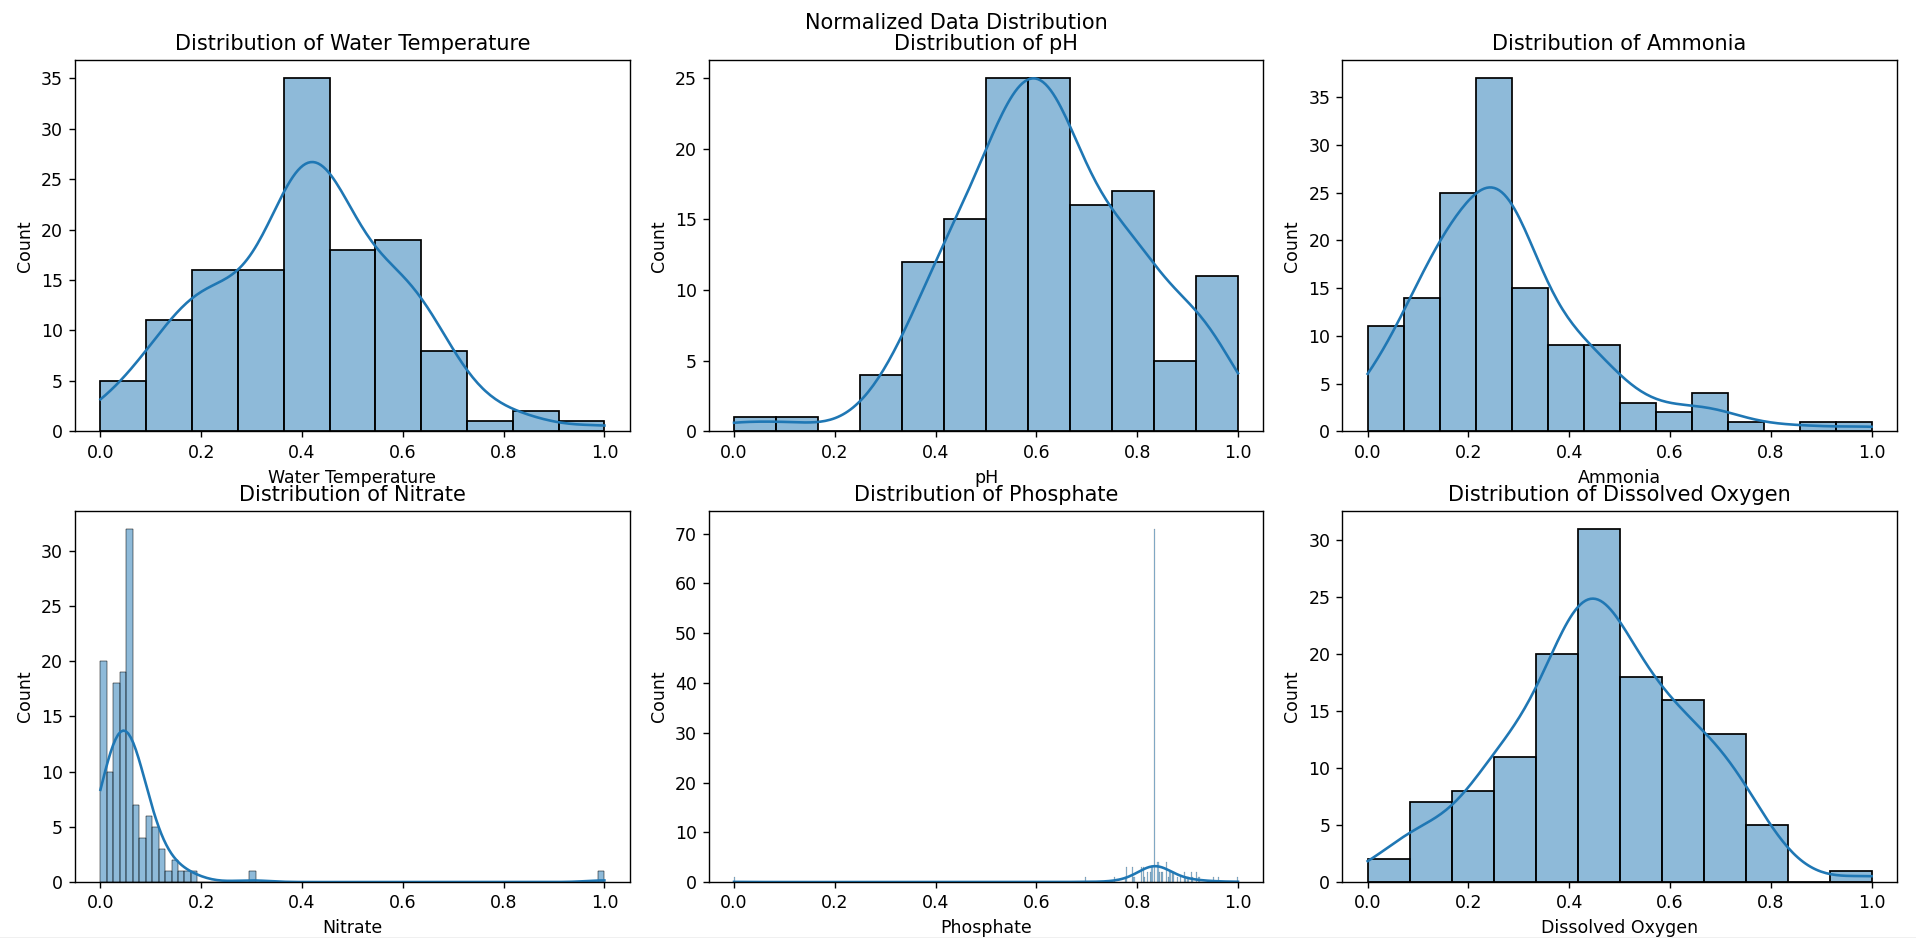 Normalized Data Distribution
Distribution of Water Temperature
Count
35
30
25
20
15
10
5
0
0.0 0.2 0.4 0.6 0.8 1.0
Water Temperature
Distribution of pH
Count
25
20
15
10
5
0
0.0 0.2 0.4 0.6 0.8 1.0
pH
Distribution of Ammonia
Count
35
30
25
20
15
10
5
0
0.0 0.2 0.4 0.6 0.8 1.0
Ammonia
Distribution of Nitrate
Count
30
25
20
15
10
5
0
0.0 0.2 0.4 0.6 0.8 1.0
Nitrate
Distribution of Phosphate
Count
70
60
50
40
30
20
10
0
0.0 0.2 0.4 0.6 0.8 1.0
Phosphate
Distribution of Dissolved Oxygen
Count
30
25
20
15
10
5
0
0.0 0.2 0.4 0.6 0.8 1.0
Dissolved Oxygen